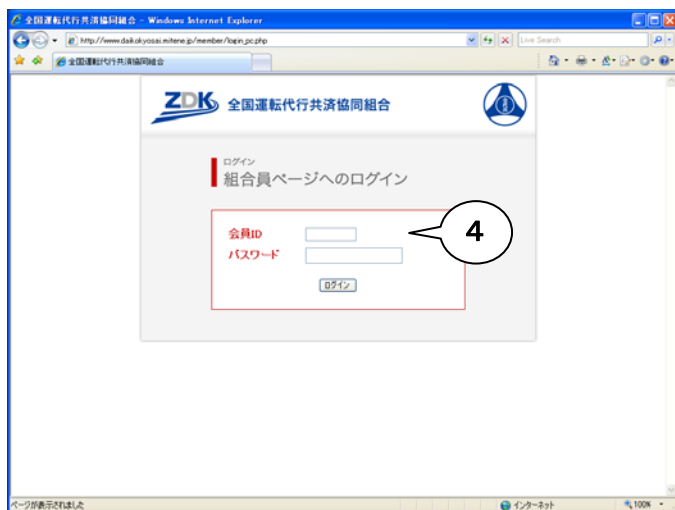 全国運転代行共済協同組合 - Windows Internet Explorer
http://www.daikokyosai.mitene.jp/member/login_pc.php
Live Search
全国運転代行共済協同組合
ZDK 全国運転代行共済協同組合
ログイン
組合員ページへのログイン
会員ID
4
パスワード
ログイン
ページが表示されました
インターネット
100%